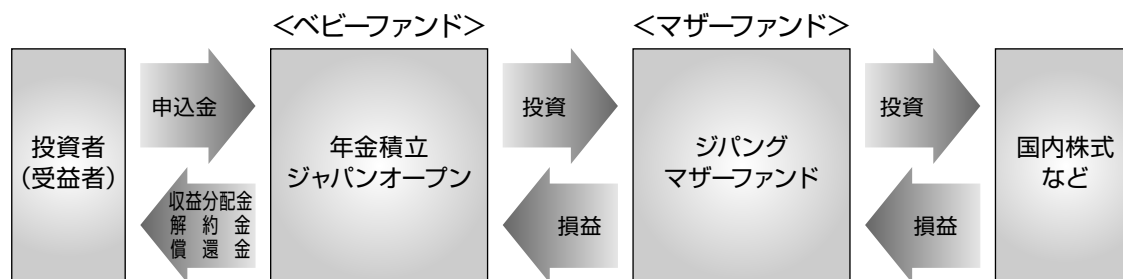 <ベビーファンド>
<マザーファンド>
投資者
(受益者)
申込金
収益分配金
解約金
償還金
年金積立
ジャパンオープン
投資
損益
ジパング
マザーファンド
投資
損益
国内株式
など